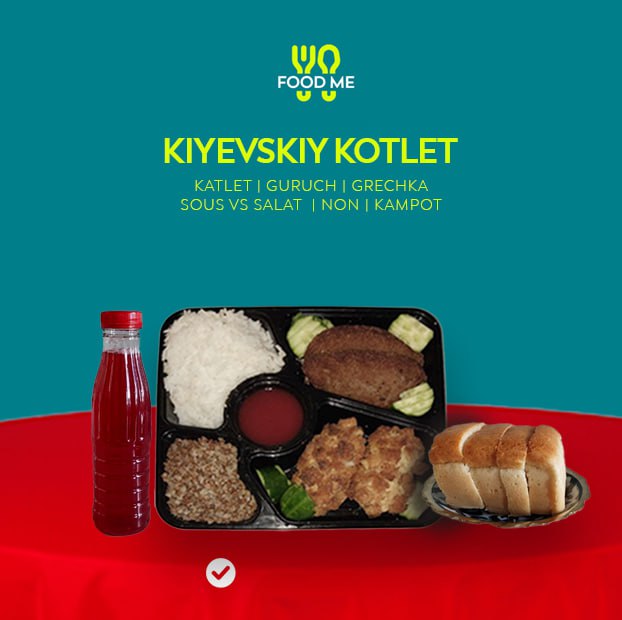 FOOD ME
KIYEVSKIY KOTLET
KATLET | GURUCH | GRECHKA
SOUS VS SALAT | NON | KAMPOT